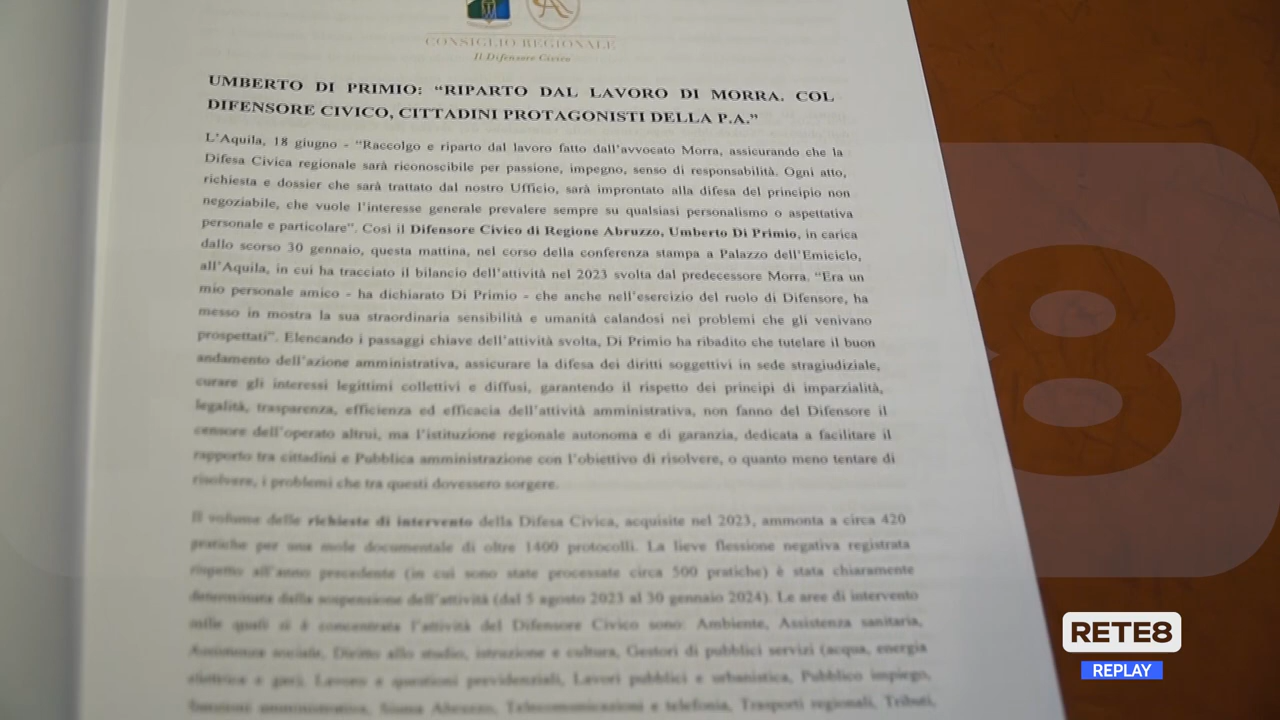 CONSIGLIO REGIONALE
Il Difensore Civico
UMBERTO DI PRIMIO: “RIPARTO DAL LAVORO DI MORRA. COL
DIFENSORE CIVICO, CITTADINI PROTAGONISTI DELLA P.A.”
L’Aquila, 18 giugno - “Raccolgo e riparto dal lavoro fatto dall’avvocato Morra, assicurando che la
Difesa Civica regionale sarà riconoscibile per passione, impegno, senso di responsabilità. Ogni atto,
richiesta e dossier che sarà trattato dal nostro Ufficio, sarà improntato alla difesa del principio non
negoziabile, che vuole l’interesse generale prevalere sempre su qualsiasi personalismo o aspettativa
personale e particolare”. Così il Difensore Civico di Regione Abruzzo, Umberto Di Primio, in carica
dallo scorso 30 gennaio, questa mattina, nel corso della conferenza stampa a Palazzo dell’Emiciclo,
all’Aquila, in cui ha tracciato il bilancio dell’attività nel 2023 svolta dal predecessore Morra. “Era un
mio personale amico - ha dichiarato Di Primio - che anche nell’esercizio del ruolo di Difensore, ha
messo in mostra la sua straordinaria sensibilità e umanità calandosi nei problemi che gli venivano
prospettati”. Elencando i passaggi chiave dell’attività svolta, Di Primio ha ribadito che tutelare il buon
andamento dell’azione amministrativa, assicurare la difesa dei diritti soggettivi in sede stragiudiziale,
curare gli interessi legittimi collettivi e diffusi, garantendo il rispetto dei principi di imparzialità,
legalità, trasparenza, efficienza ed efficacia dell’attività amministrativa, non fanno del Difensore il
censore dell’operato altrui, ma l’istituzione regionale autonoma e di garanzia, dedicata a facilitare il
rapporto tra cittadini e Pubblica amministrazione con l’obiettivo di risolvere, o quanto meno tentare di
risolvere, i problemi che tra questi dovessero sorgere.
Il volume delle richieste di intervento della Difesa Civica, acquisite nel 2023, ammonta a circa 420
pratiche per una mole documentale di oltre 1400 protocolli. La lieve flessione negativa registrata
rispetto all’anno precedente (in cui sono state processate circa 500 pratiche) è stata chiaramente
determinata dalla sospensione dell’attività (dal 5 agosto 2023 al 30 gennaio 2024). Le aree di intervento
sulle quali si è concentrata l’attività del Difensore Civico sono: Ambiente, Assistenza sanitaria,
Assistenza sociale, Diritto allo studio, istruzione e cultura, Gestori di pubblici servizi (acqua, energia
elettrica e gas), Lavoro e questioni previdenziali, Lavori pubblici e urbanistica, Pubblico impiego,
amministrativa, Sisma Abruzzo, Telecomunicazioni e telefonia, Trasporti regionali, Tributi,
8
RETE8
REPLAY